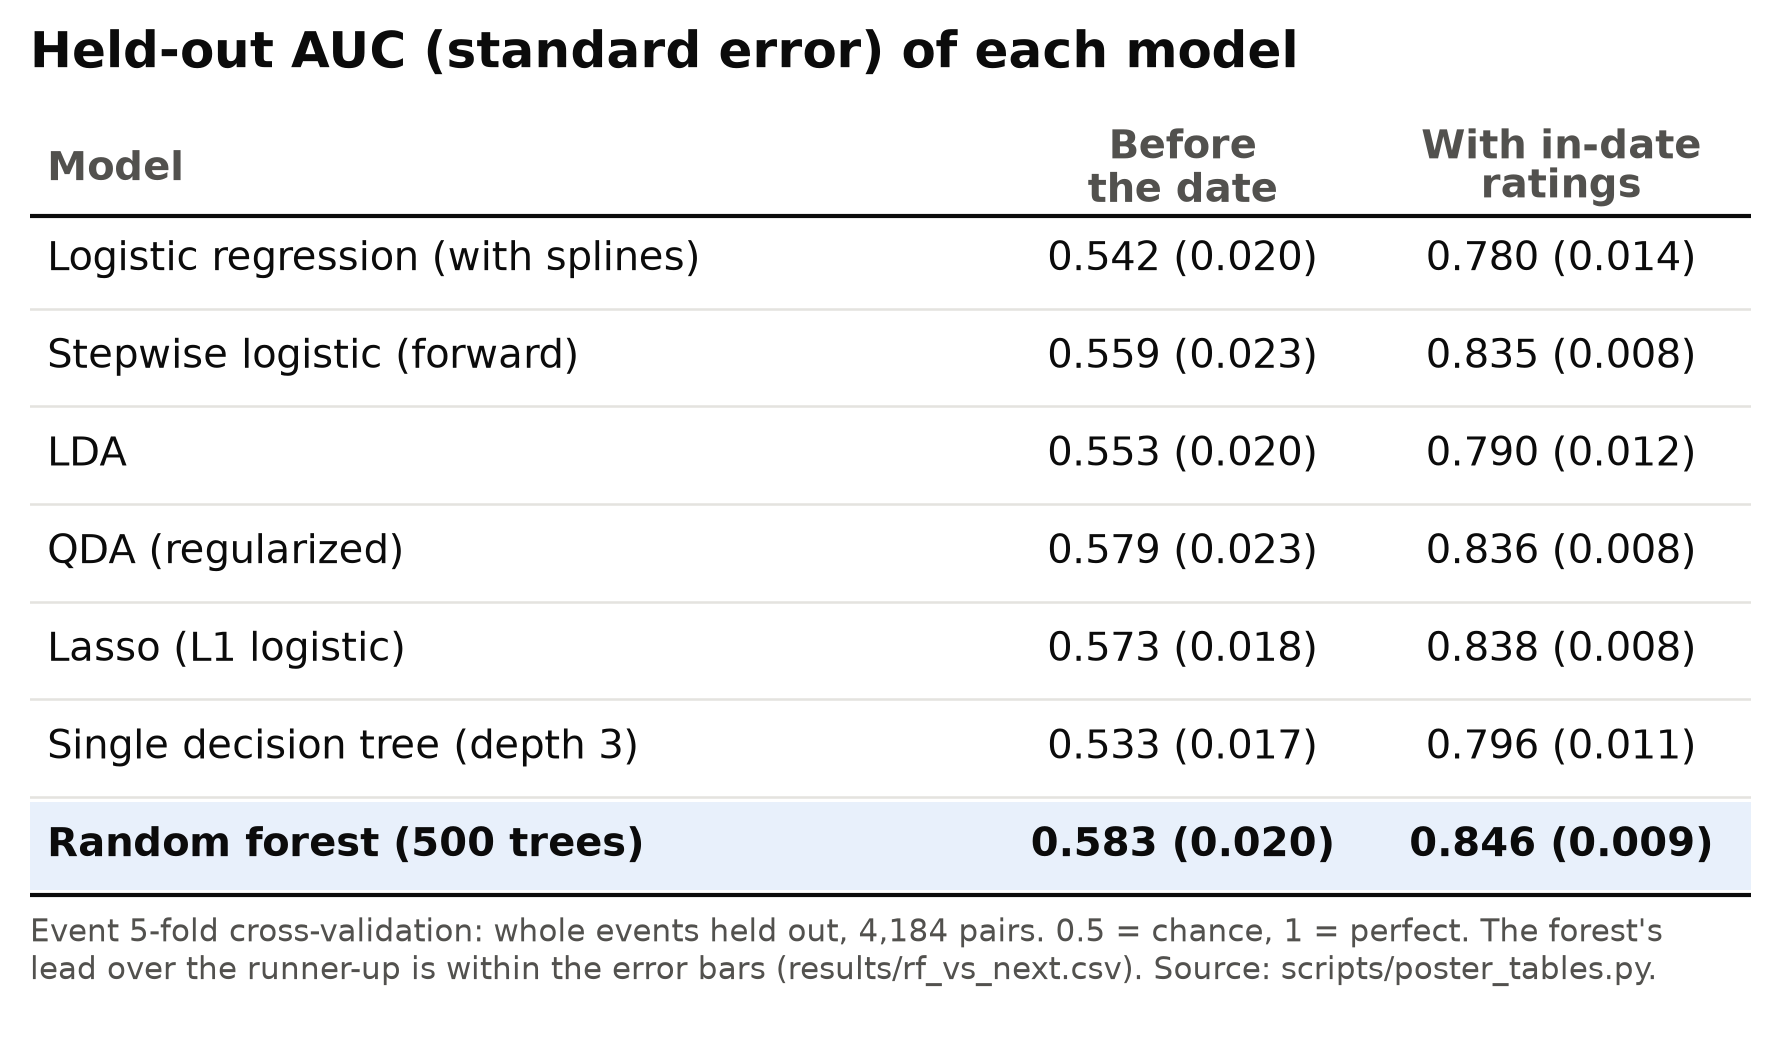 Held-out AUC (standard error) of each model
Model Before the date With in-date ratings
Logistic regression (with splines) 0.542 (0.020) 0.780 (0.014)
Stepwise logistic (forward) 0.559 (0.023) 0.835 (0.008)
LDA 0.553 (0.020) 0.790 (0.012)
QDA (regularized) 0.579 (0.023) 0.836 (0.008)
Lasso (L1 logistic) 0.573 (0.018) 0.838 (0.008)
Single decision tree (depth 3) 0.533 (0.017) 0.796 (0.011)
Random forest (500 trees) 0.583 (0.020) 0.846 (0.009)
Event 5-fold cross-validation: whole events held out, 4,184 pairs. 0.5 = chance, 1 = perfect. The forest's
lead over the runner-up is within the error bars (results/rf_vs_next.csv). Source: scripts/poster_tables.py.